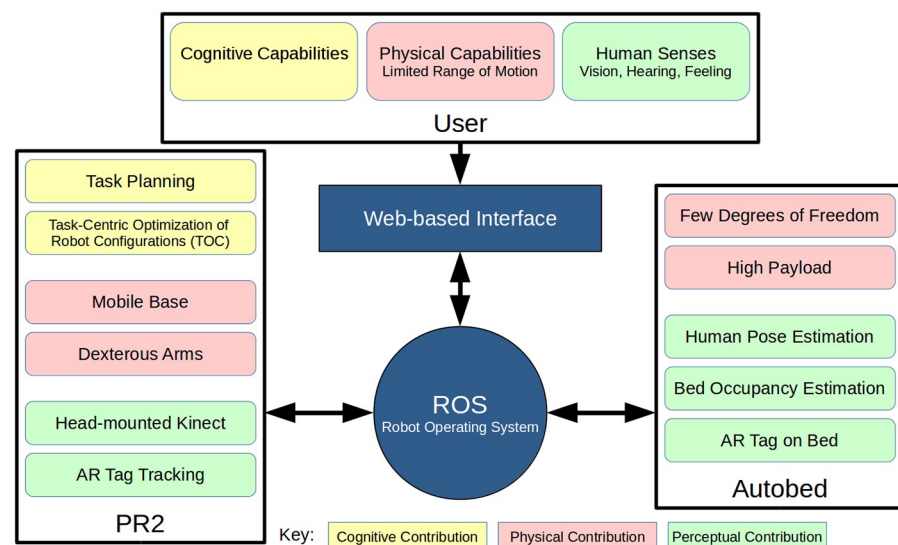 Cognitive Capabilities
Physical Capabilities
Limited Range of Motion
Human Senses
Vision, Hearing, Feeling
User
Task Planning
Task-Centric Optimization of
Robot Configurations (TOC)
Mobile Base
Dexterous Arms
Head-mounted Kinect
AR Tag Tracking
PR2
Web-based Interface
ROS
Robot Operating System
Few Degrees of Freedom
High Payload
Human Pose Estimation
Bed Occupancy Estimation
AR Tag on Bed
Autobed
Key:
Cognitive Contribution
Physical Contribution
Perceptual Contribution